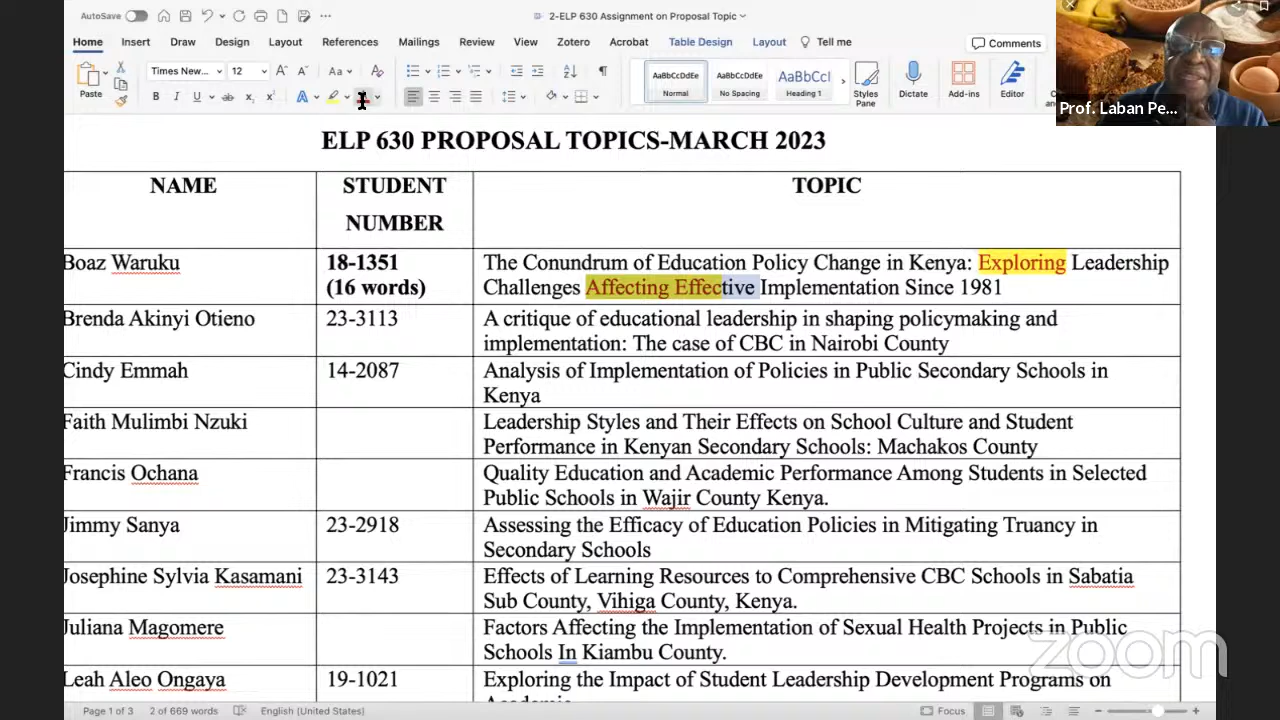 AutoSave
2-ELP 630 Assignment on Proposal Topic
Home Insert Draw Design Layout References Mailings Review View Zotero Acrobat Table Design Layout Tell me
Comments
Paste
Times New... 12
AaBbCcDdEe Normal
AaBbCcDdEe No Spacing
AaBbCcI Heading 1
Styles Pane
Dictate
Add-ins
Editor
Prof. Laban Pe...
ELP 630 PROPOSAL TOPICS-MARCH 2023
NAME STUDENT NUMBER TOPIC
Boaz Waruku 18-1351 The Conundrum of Education Policy Change in Kenya: Exploring Leadership
(16 words) Challenges Affecting Effective Implementation Since 1981
Brenda Akinyi Otieno 23-3113 A critique of educational leadership in shaping policymaking and
implementation: The case of CBC in Nairobi County
Cindy Emmah 14-2087 Analysis of Implementation of Policies in Public Secondary Schools in
Kenya
Faith Mulimbi Nzuki Leadership Styles and Their Effects on School Culture and Student
Performance in Kenyan Secondary Schools: Machakos County
Francis Ochana Quality Education and Academic Performance Among Students in Selected
Public Schools in Wajir County Kenya.
Jimmy Sanya 23-2918 Assessing the Efficacy of Education Policies in Mitigating Truancy in
Secondary Schools
Josephine Sylvia Kasamani 23-3143 Effects of Learning Resources to Comprehensive CBC Schools in Sabatia
Sub County, Vihiga County, Kenya.
Juliana Magomere Factors Affecting the Implementation of Sexual Health Projects in Public
Schools In Kiambu County.
Leah Aleo Ongaya 19-1021 Exploring the Impact of Student Leadership Development Programs on
zoom
Page 1 of 3 2 of 669 words English (United States) Focus